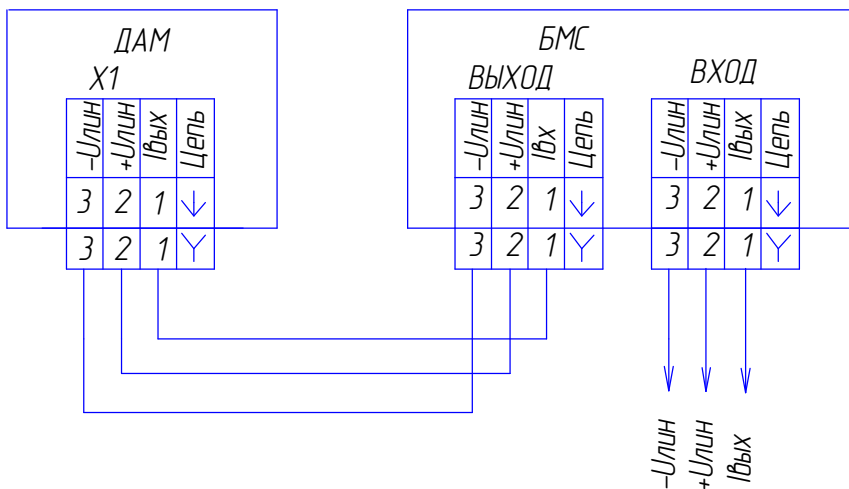 ДАМ
X1
-Uлин +Uлин Iвых Цепь
3 2 1
3 2 1
БМС
ВЫХОД
-Uлин +Uлин Iвх Цепь
3 2 1
3 2 1
ВХОД
-Uлин +Uлин Iвых Цепь
3 2 1
3 2 1
-Uлин
+Uлин
Iвых